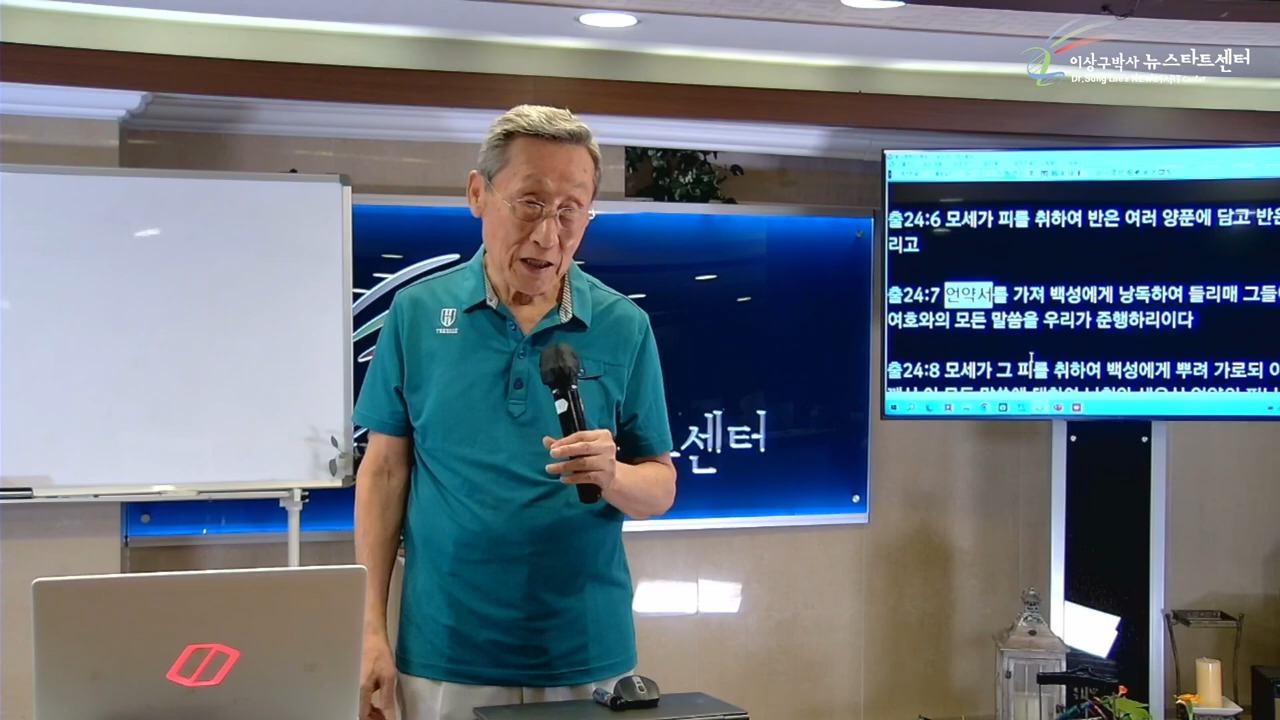 이상구박사 뉴스타트센터
출24:6 모세가 피를 취하여 반은 여러 양푼에 담고 반은
리고
출24:7 언약서를 가져 백성에게 낭독하여 들리매 그들이
여호와의 모든 말씀을 우리가 준행하리이다
출24:8 모세가 그 피를 취하여 백성에게 뿌려 가로되
센터